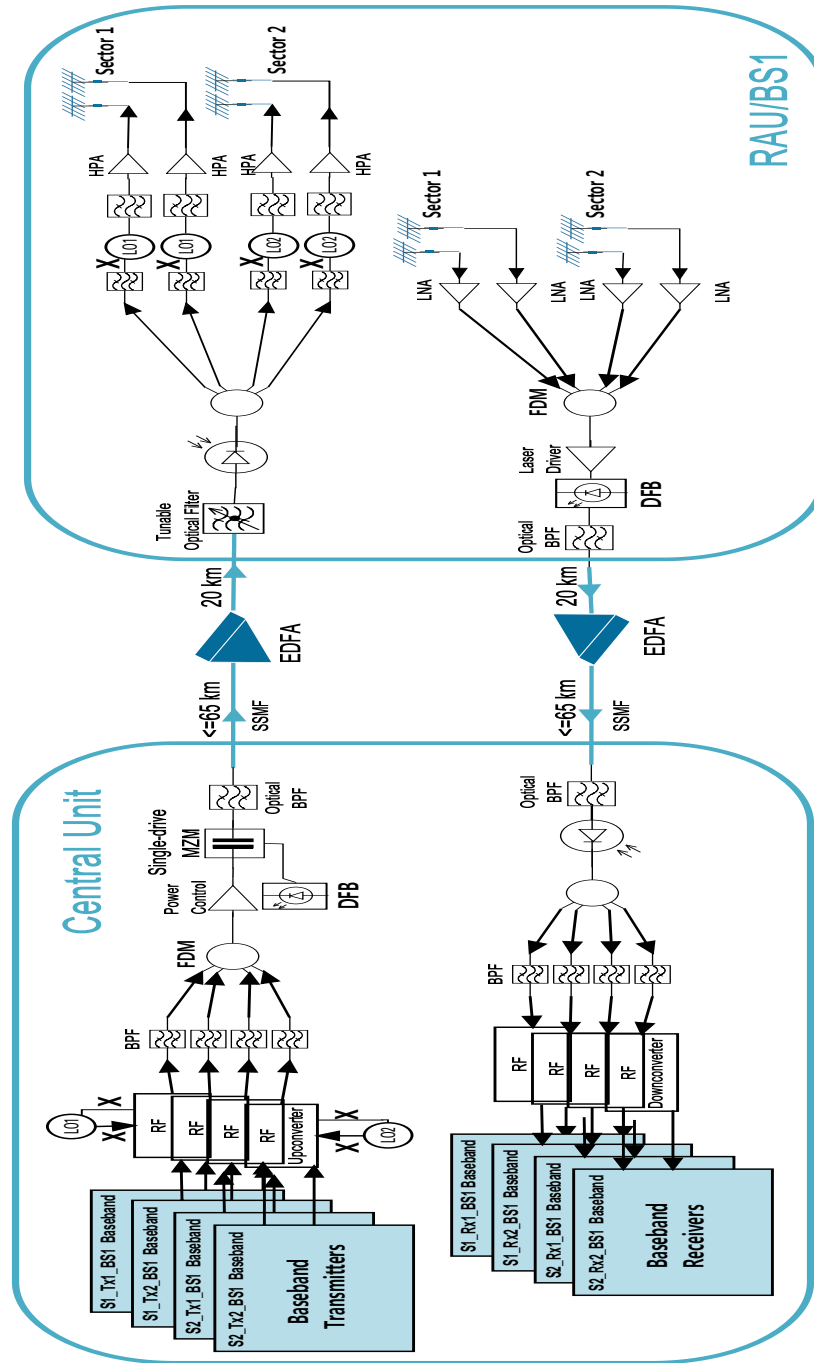 Central Unit
LO1
X
X
RF
RF
RF
RF
Upconverter
X
X
LO2
S1_Tx1_BS1 Baseband
S1_Tx2_BS1 Baseband
S2_Tx1_BS1 Baseband
S2_Tx2_BS1 Baseband
Baseband
Transmitters
BPF
FDM
Power
Control
Single-drive
MZM
DFB
Optical
BPF
<=65 km
SSMF
EDFA
20 km
Tunable
Optical Filter
X
LO1
HPA
X
LO1
HPA
X
LO2
HPA
X
LO2
HPA
Sector 1
Sector 2
S1_Rx1_BS1 Baseband
S1_Rx2_BS1 Baseband
S2_Rx1_BS1 Baseband
S2_Rx2_BS1 Baseband
Baseband
Receivers
RF
RF
RF
RF
Downconverter
BPF
Optical
BPF
<=65 km
SSMF
EDFA
20 km
Optical
BPF
DFB
Laser
Driver
FDM
LNA
LNA
LNA
LNA
Sector 1
Sector 2
RAU/BS1